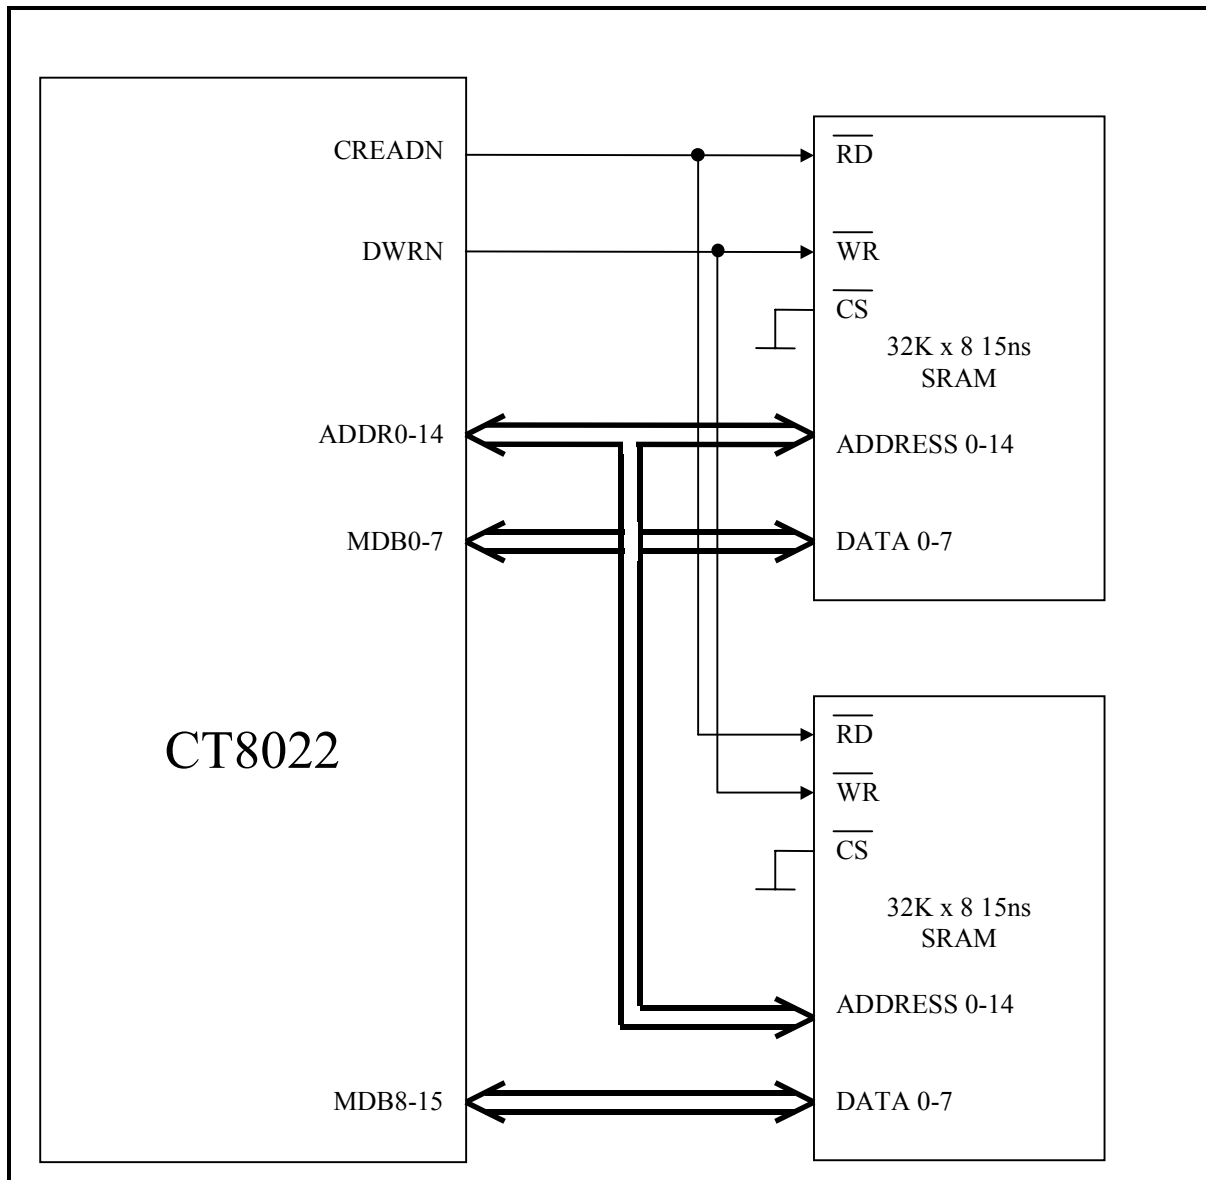 CREADN
DWRN
ADDR0-14
MDB0-7
CT8022
MDB8-15
RD
WR
CS
32K x 8 15ns
SRAM
ADDRESS 0-14
DATA 0-7
RD
WR
CS
32K x 8 15ns
SRAM
ADDRESS 0-14
DATA 0-7